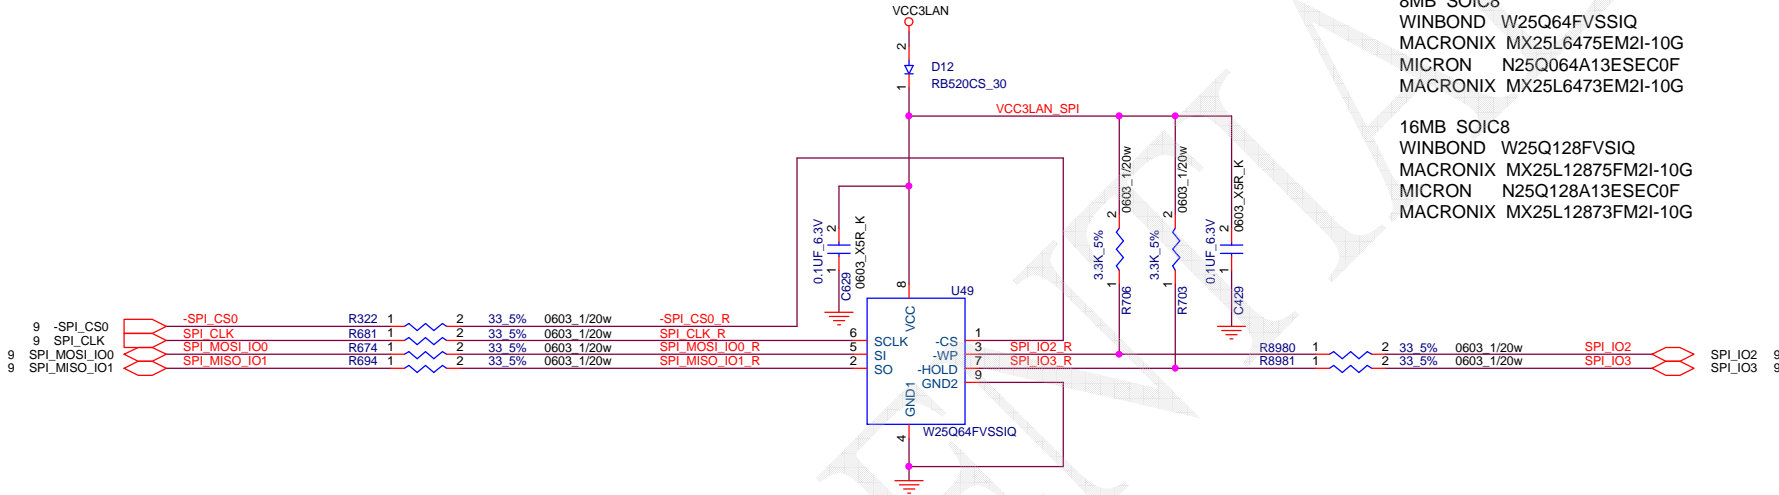 VCC3LAN
2
D12
RB520CS_30
1
VCC3LAN_SPI
8MB SOIC8
WINBOND W25Q64FVSSIQ
MACRONIX MX25L6475EM2I-10G
MICRON N25Q064A13ESEC0F
MACRONIX MX25L6473EM2I-10G
16MB SOIC8
WINBOND W25Q128FVSIQ
MACRONIX MX25L12875FM2I-10G
MICRON N25Q128A13ESEC0F
MACRONIX MX25L12873FM2I-10G
0.1UF_6.3V
2
1
0603_X5R_K
C629
3.3K_5%
2
1
0603_1/20w
R706
3.3K_5%
2
1
0603_1/20w
R703
0.1UF_6.3V
2
1
0603_X5R_K
C429
9 -SPI_CS0 -SPI_CS0 R322 1 2 33_5% 0603_1/20w -SPI_CS0_R
9 SPI_CLK SPI_CLK R681 1 2 33_5% 0603_1/20w SPI_CLK_R
9 SPI_MOSI_IO0 SPI_MOSI_IO0 R674 1 2 33_5% 0603_1/20w SPI_MOSI_IO0_R
9 SPI_MISO_IO1 SPI_MISO_IO1 R694 1 2 33_5% 0603_1/20w SPI_MISO_IO1_R
U49
8
VCC
6 SCLK
5 SI
2 SO
-CS 1
-WP 3
-HOLD 7
GND2 9
GND1
4
W25Q64FVSSIQ
SPI_IO2_R R8980 1 2 33_5% 0603_1/20w SPI_IO2 SPI_IO2 9
SPI_IO3_R R8981 1 2 33_5% 0603_1/20w SPI_IO3 SPI_IO3 9
ENTIA